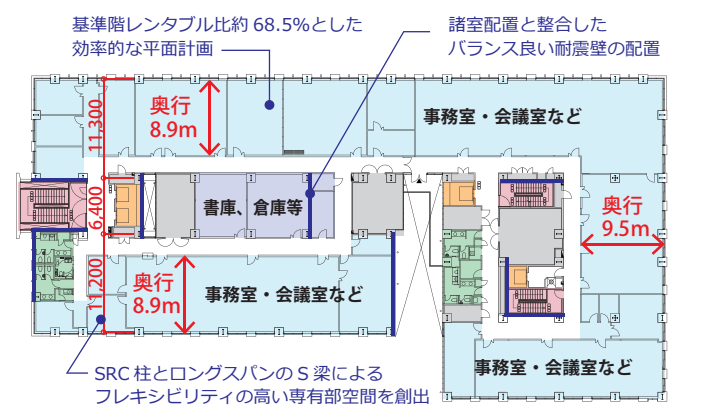 基準階レンタブル比約 68.5%とした
効率的な平面計画
諸室配置と整合した
バランス良い耐震壁の配置
11,300
奥行
8.9m
事務室・会議室など
6,400
書庫、倉庫等
奥行
9.5m
11,200
奥行
8.9m
事務室・会議室など
事務室・会議室など
SRC 柱とロングスパンの S 梁による
フレキシビリティの高い専有部空間を創出